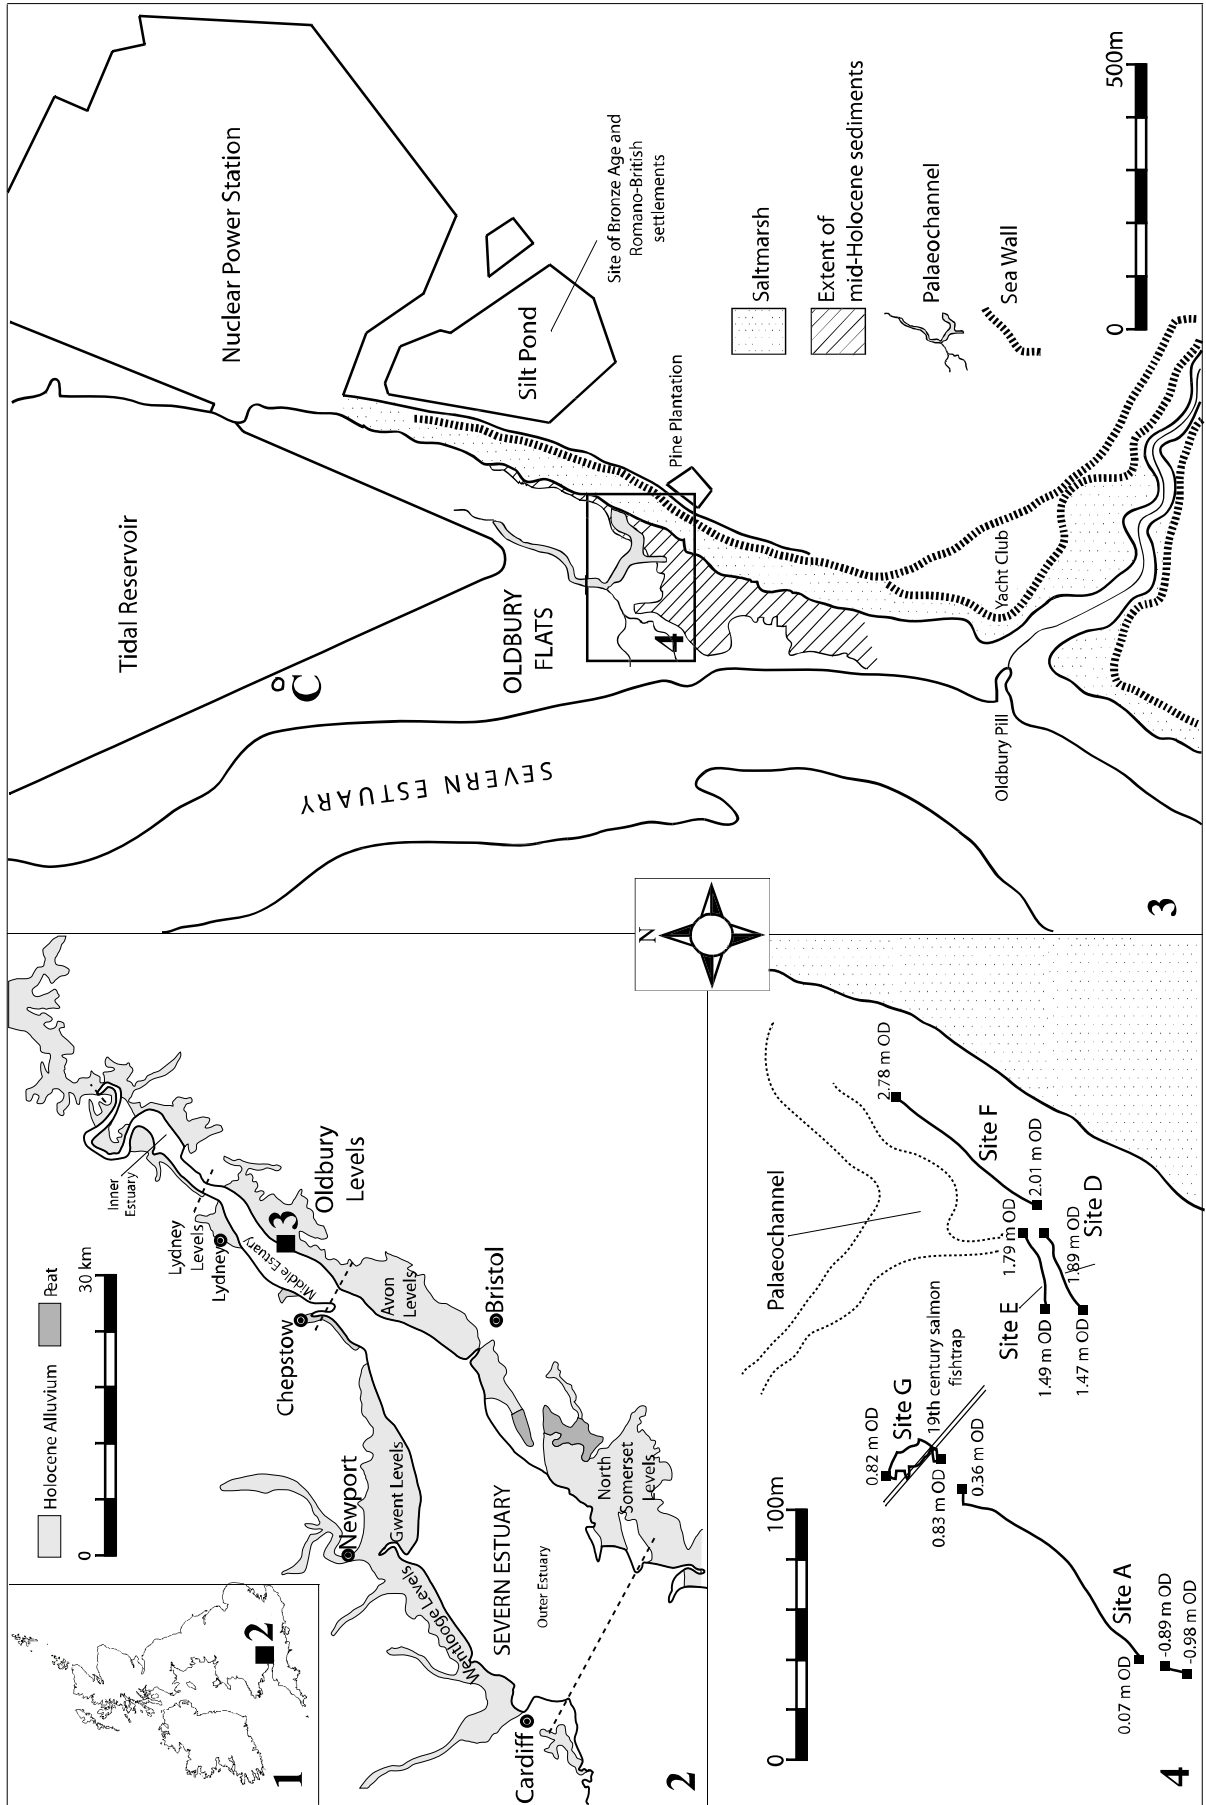 1
2
Holocene Alluvium
Peat
0
30 km
Inner
Estuary
Lydney
Levels
Lydney
Oldbury
Levels
3
Middle Estuary
Chepstow
Avon
Levels
Bristol
Newport
Gwent Levels
Wentlooge Levels
SEVERN ESTUARY
Outer Estuary
North
Somerset
Levels
Cardiff
2
N
Tidal Reservoir
Nuclear Power Station
C
SEVERN ESTUARY
OLDBURY
FLATS
Silt Pond
Site of Bronze Age and
Romano-British
settlements
Pine Plantation
4
Saltmarsh
Extent of
mid-Holocene sediments
Palaeochannel
Sea Wall
Yacht Club
Oldbury Pill
0
500m
3
Palaeochannel
2.78 m OD
Site F
2.01 m OD
1.79 m OD
1.89 m OD
Site D
Site E
1.49 m OD
1.47 m OD
0.82 m OD
Site G
19th century salmon
fishtrap
0.83 m OD
0.36 m OD
0
100m
Site A
0.07 m OD
-0.89 m OD
-0.98 m OD
4